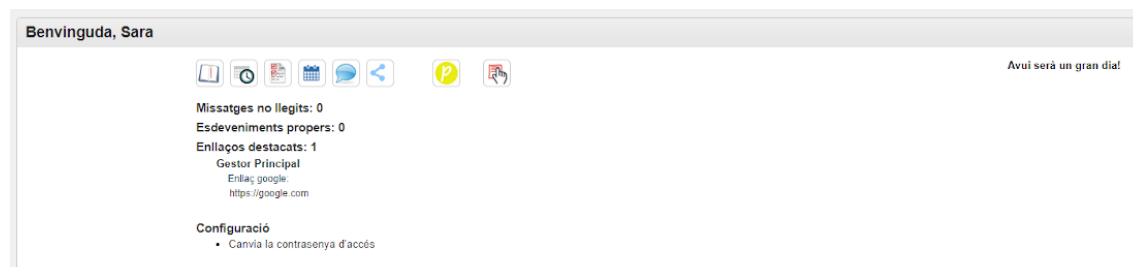 Benvinguda, Sara
Avui serà un gran dia!
Missatges no llegits: 0
Esdeveniments propers: 0
Enllaços destacats: 1
Gestor Principal
Enllaç google:
https://google.com
Configuració
• Canvia la contrasenya d'accés